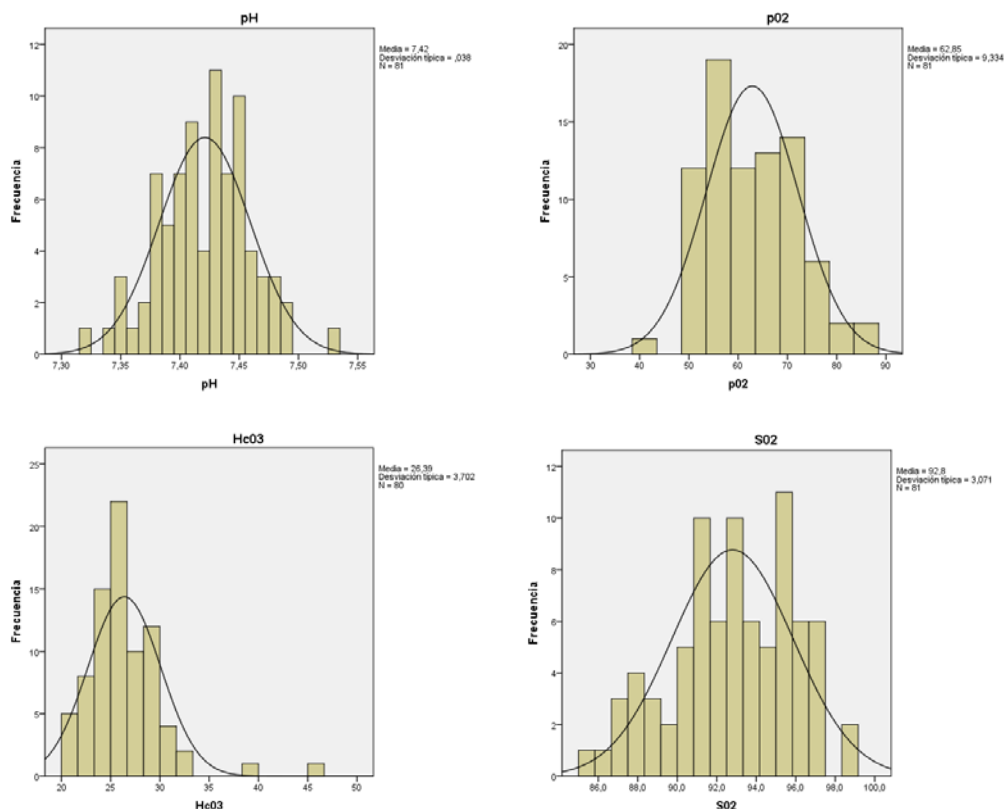 pH
Media = 7,42
Desviación típica = ,038
N = 81
12
10
8
6
4
2
0
Frecuencia
7,30 7,35 7,40 7,45 7,50 7,55
pH
p02
Media = 62,85
Desviación típica = 9,334
N = 81
20
15
10
5
0
Frecuencia
30 40 50 60 70 80 90
p02
Hc03
Media = 26,39
Desviación típica = 3,702
N = 80
25
20
15
10
5
0
Frecuencia
20 25 30 35 40 45 50
Hc03
S02
Media = 92,8
Desviación típica = 3,071
N = 81
12
10
8
6
4
2
0
Frecuencia
86,0 88,0 90,0 92,0 94,0 96,0 98,0 100,0
S02